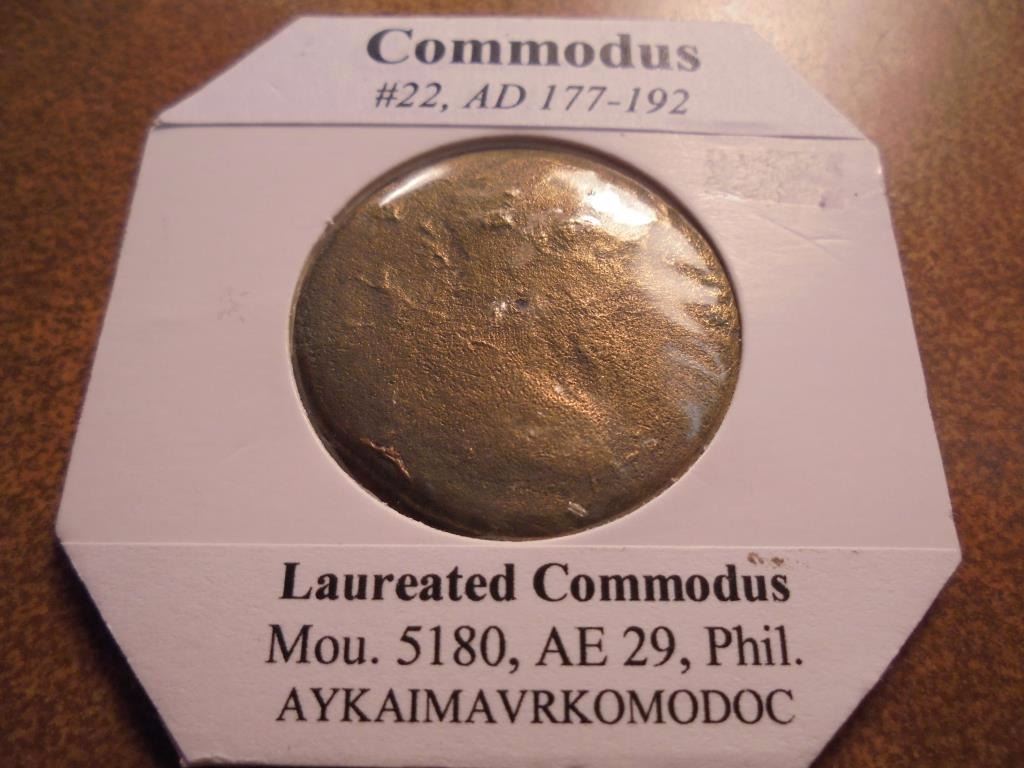 Commodus
#22, AD 177-192
Laureated Commodus
Mou. 5180, AE 29, Phil.
AYKAIMAVRKOMODOC